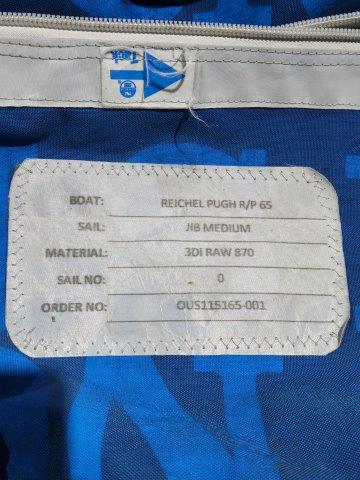 BOAT: REICHEL PUGH R/P 65
SAIL: JIB MEDIUM
MATERIAL: 3Di RAW 870
SAIL NO: 0
ORDER NO: OUS115165-001